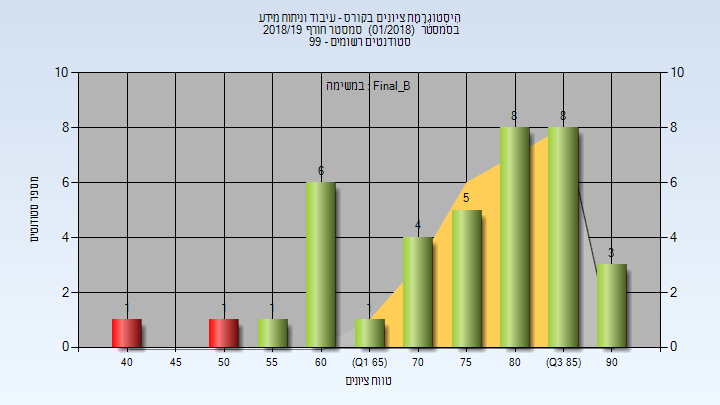 היסטוגרמת ציונים בקורס - עיבוד וניתוח מידע
בסמסטר (01/2018) סמסטר חורף 2018/19
סטודנטים רשומים - 99
במשימה : Final_B
10 10
8 8
6 6
4 4
2 2
0 0
1 1 1 6 1 4 5 8 8 3
מספר סטודנטים
40 45 50 55 60 (Q1 65) 70 75 80 (Q3 85) 90
טווח ציונים